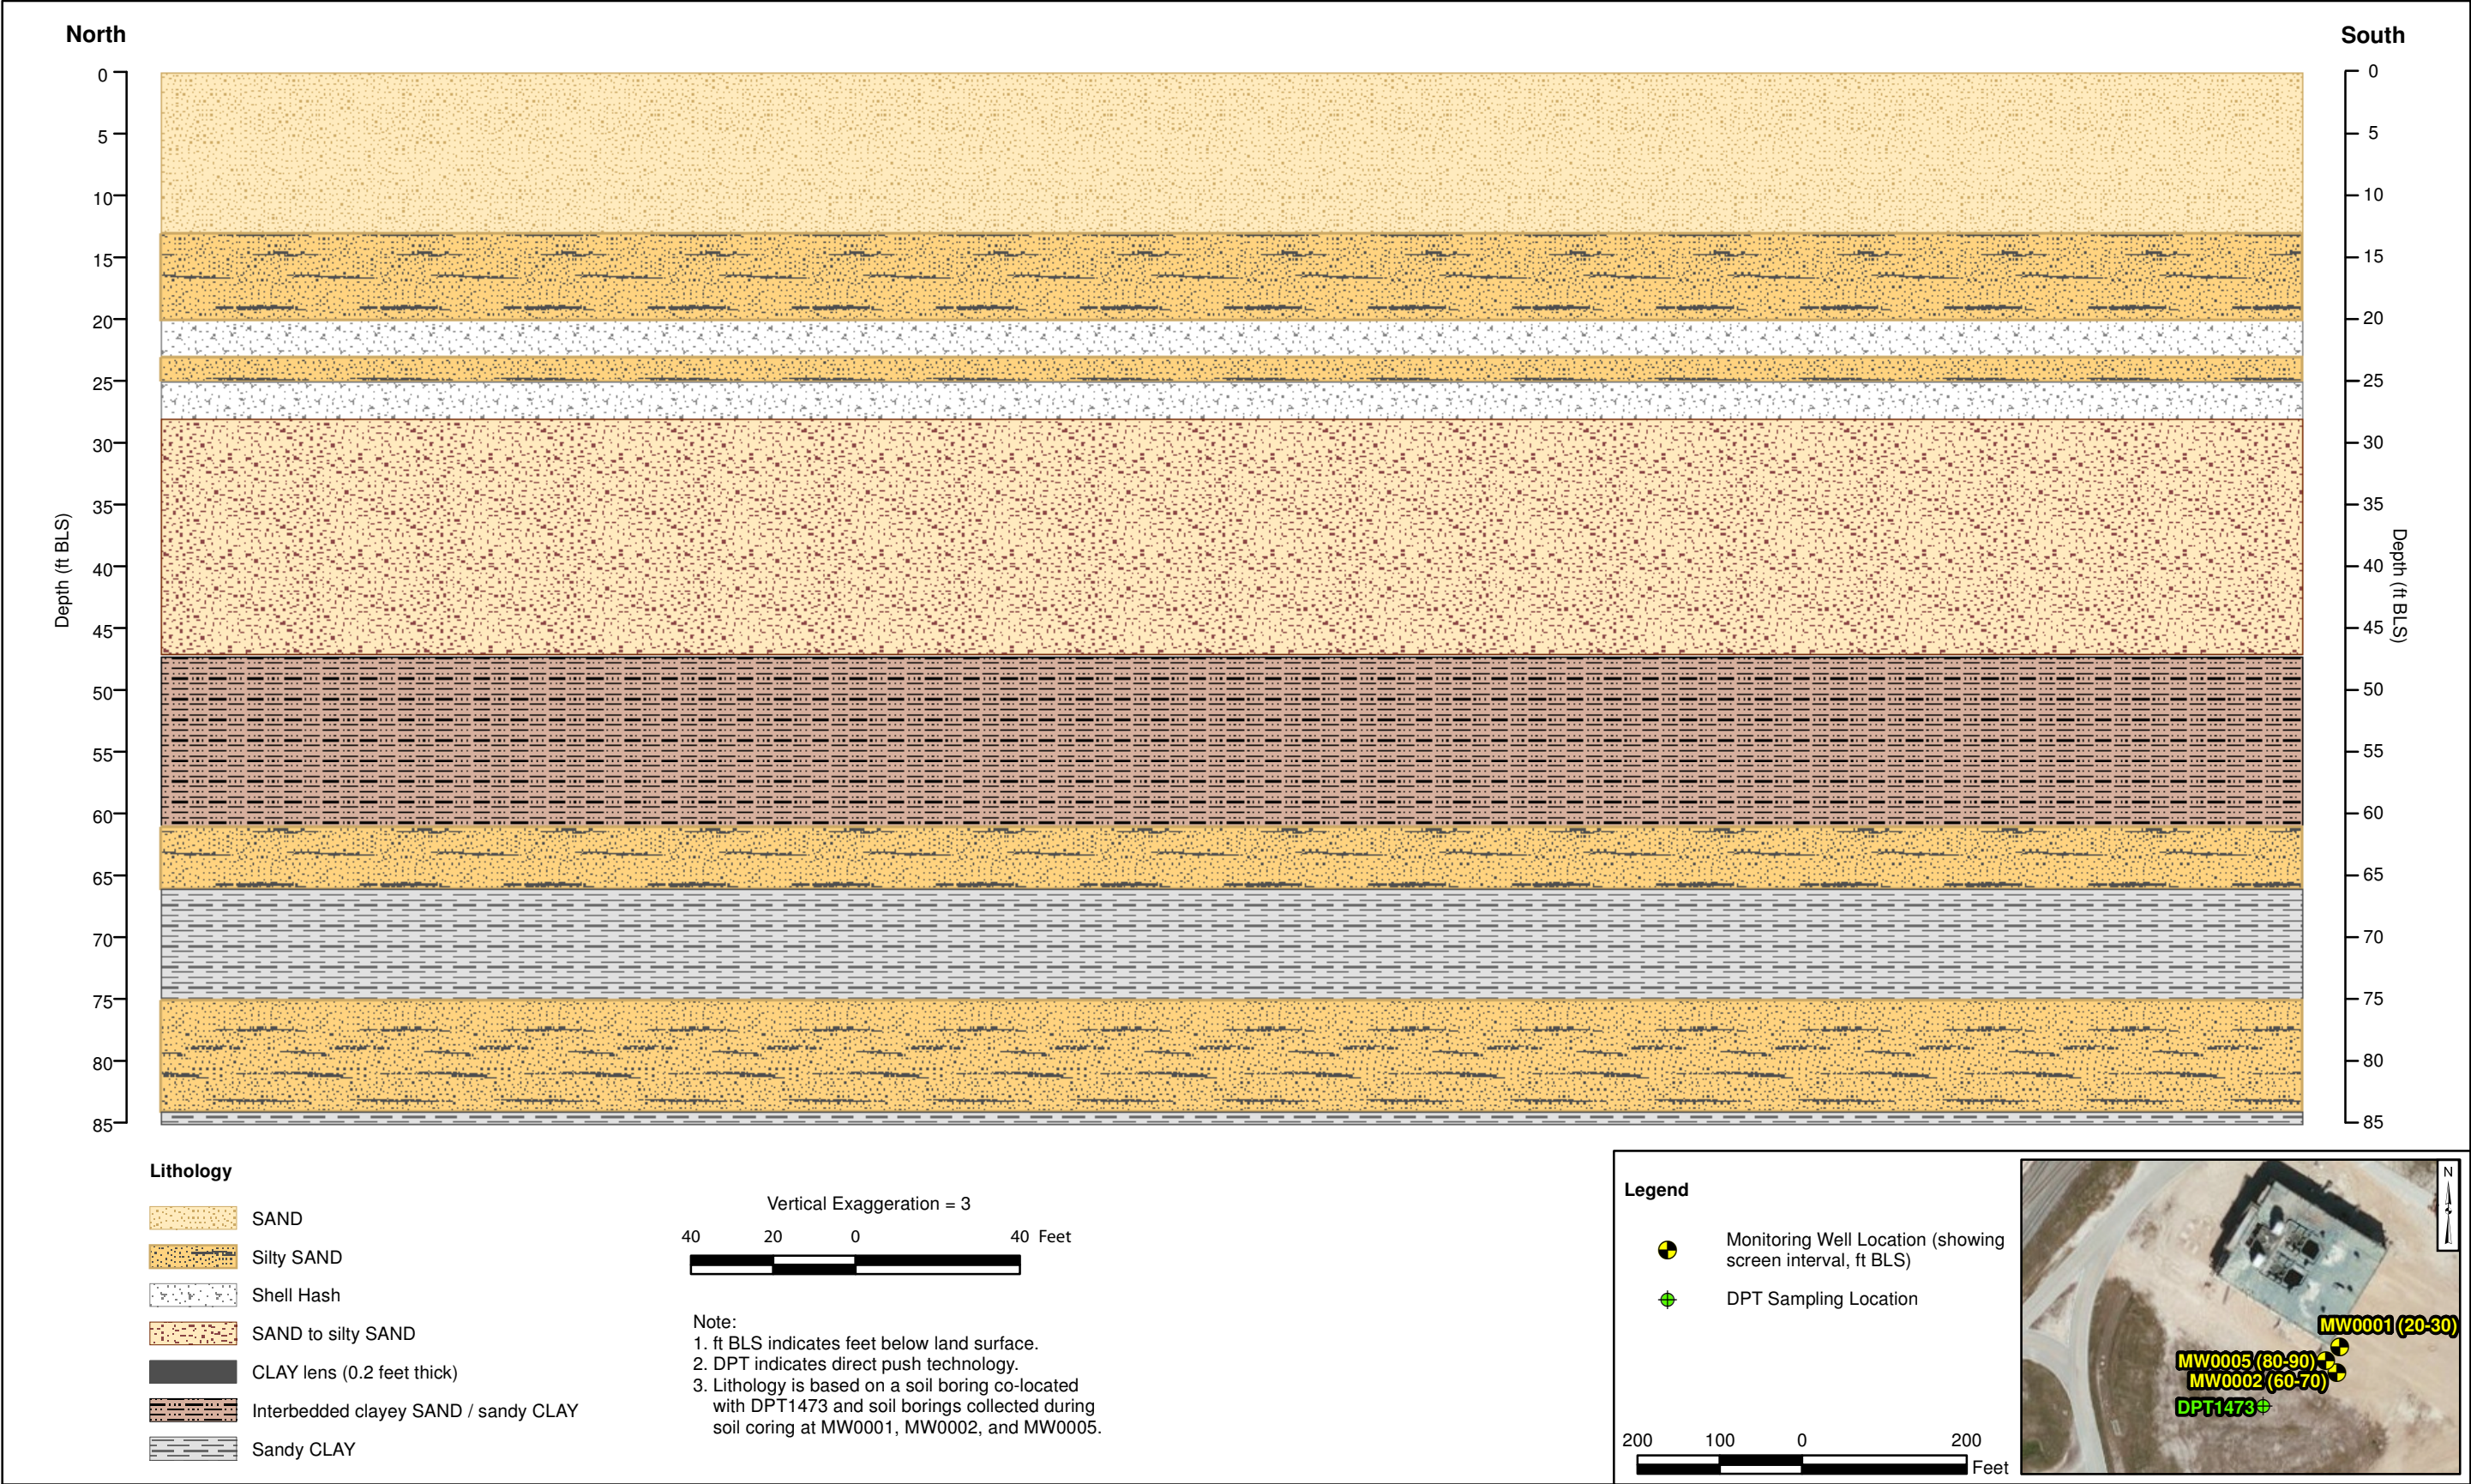 North
South
0
5
10
15
20
25
30
35
40
45
50
55
60
65
70
75
80
85
Depth (ft BLS)
0
5
10
15
20
25
30
35
40
45
50
55
60
65
70
75
80
85
Depth (ft BLS)
Lithology
SAND
Silty SAND
Shell Hash
SAND to silty SAND
CLAY lens (0.2 feet thick)
Interbedded clayey SAND / sandy CLAY
Sandy CLAY
Vertical Exaggeration = 3
40 20 0 40 Feet
Note:
1. ft BLS indicates feet below land surface.
2. DPT indicates direct push technology.
3. Lithology is based on a soil boring co-located
with DPT1473 and soil borings collected during
soil coring at MW0001, MW0002, and MW0005.
Legend
Monitoring Well Location (showing
screen interval, ft BLS)
DPT Sampling Location
200 100 0 200
Feet
N
MW0001 (20-30)
MW0005 (80-90)
MW0002 (60-70)
DPT1473